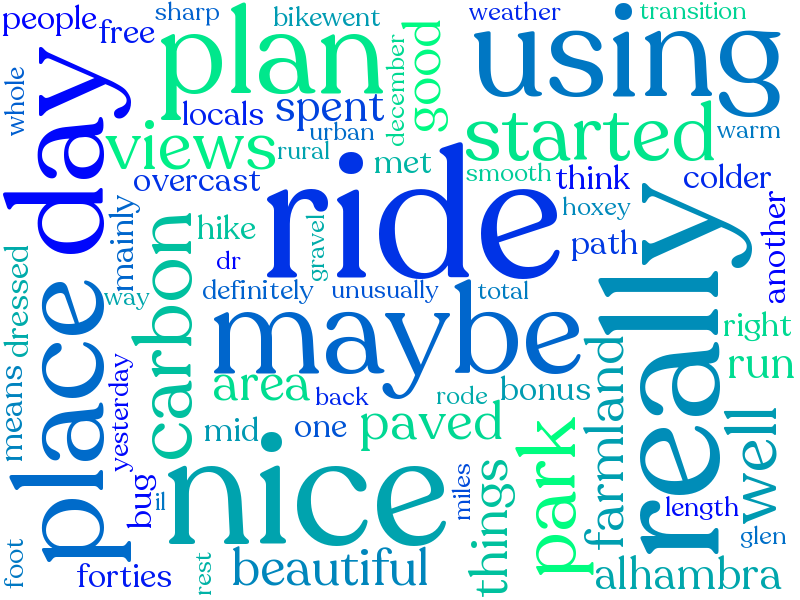 people
sharp
bikewent
weather
transition
free
plan
using
whole
day
locals
spent
december
good
urban
started
warm
views
rural
met
overcast
ride
smooth
think
colder
hoxey
hike
gravel
path
another
mainly
dr
really
dressed
way
carbon
definitely
unusually
total
place
maybe
right
run
area
back
rode
bonus
farmland
means
yesterday
mid
one
paved
park
well
nice
bug
il
miles
things
length
glen
foot
forties
rest
beautiful
alhambra